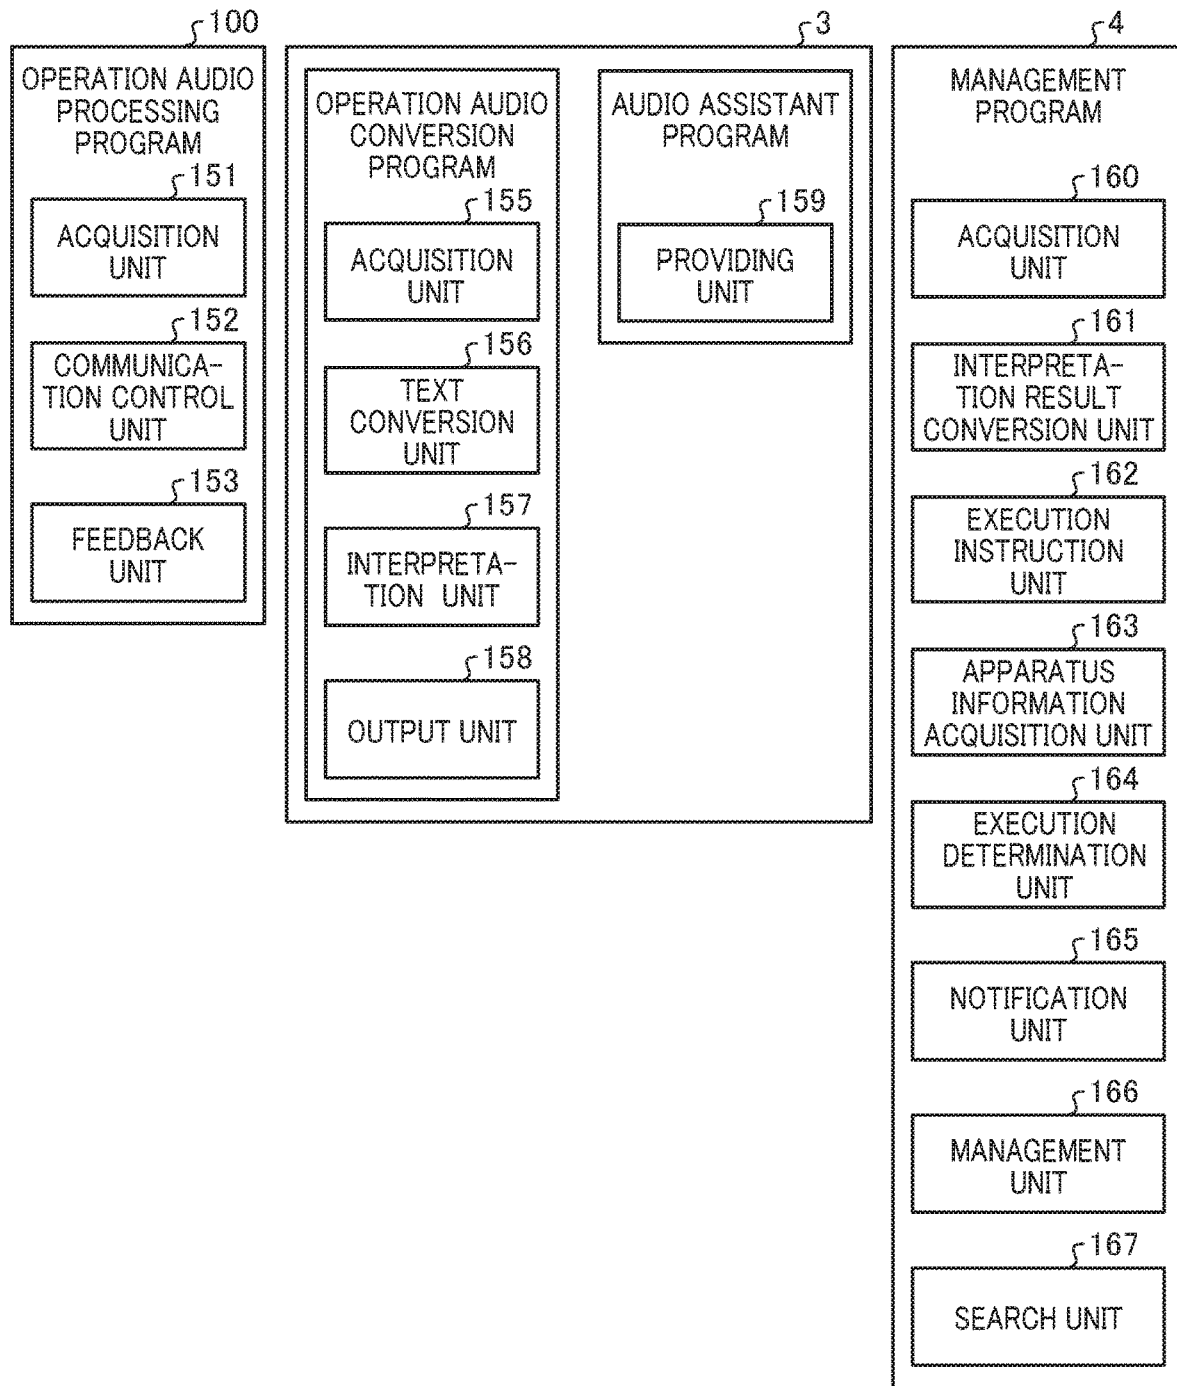 100
OPERATION AUDIO
PROCESSING
PROGRAM
151
ACQUISITION
UNIT
152
COMMUNICA-
TION CONTROL
UNIT
153
FEEDBACK
UNIT
3
OPERATION AUDIO
CONVERSION
PROGRAM
155
ACQUISITION
UNIT
156
TEXT
CONVERSION
UNIT
157
INTERPRETA-
TION UNIT
158
OUTPUT UNIT
AUDIO ASSISTANT
PROGRAM
159
PROVIDING
UNIT
4
MANAGEMENT
PROGRAM
160
ACQUISITION
UNIT
161
INTERPRETA-
TION RESULT
CONVERSION UNIT
162
EXECUTION
INSTRUCTION
UNIT
163
APPARATUS
INFORMATION
ACQUISITION UNIT
164
EXECUTION
DETERMINATION
UNIT
165
NOTIFICATION
UNIT
166
MANAGEMENT
UNIT
167
SEARCH UNIT